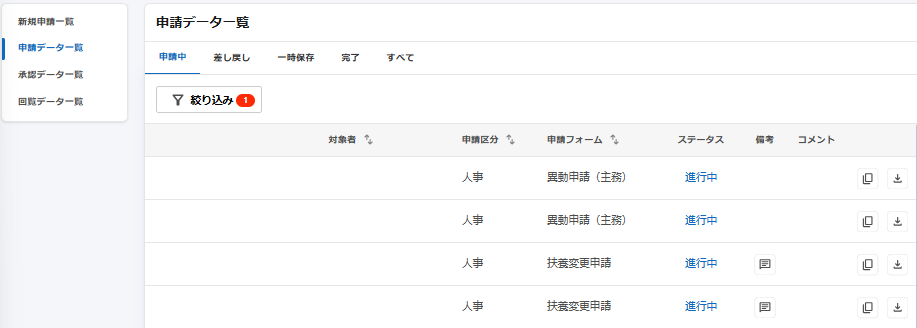 新規申請一覧
申請データ一覧
承認データ一覧
回覧データ一覧
申請データ一覧
申請中 差し戻し 一時保存 完了 すべて
絞り込み 1
対象者 申請区分 申請フォーム ステータス 備考 コメント
人事 異動申請（主務） 進行中
人事 異動申請（主務） 進行中
人事 扶養変更申請 進行中
人事 扶養変更申請 進行中